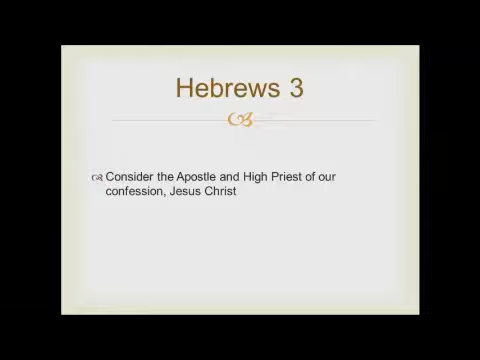 Hebrews 3
Consider the Apostle and High Priest of our
confession, Jesus Christ